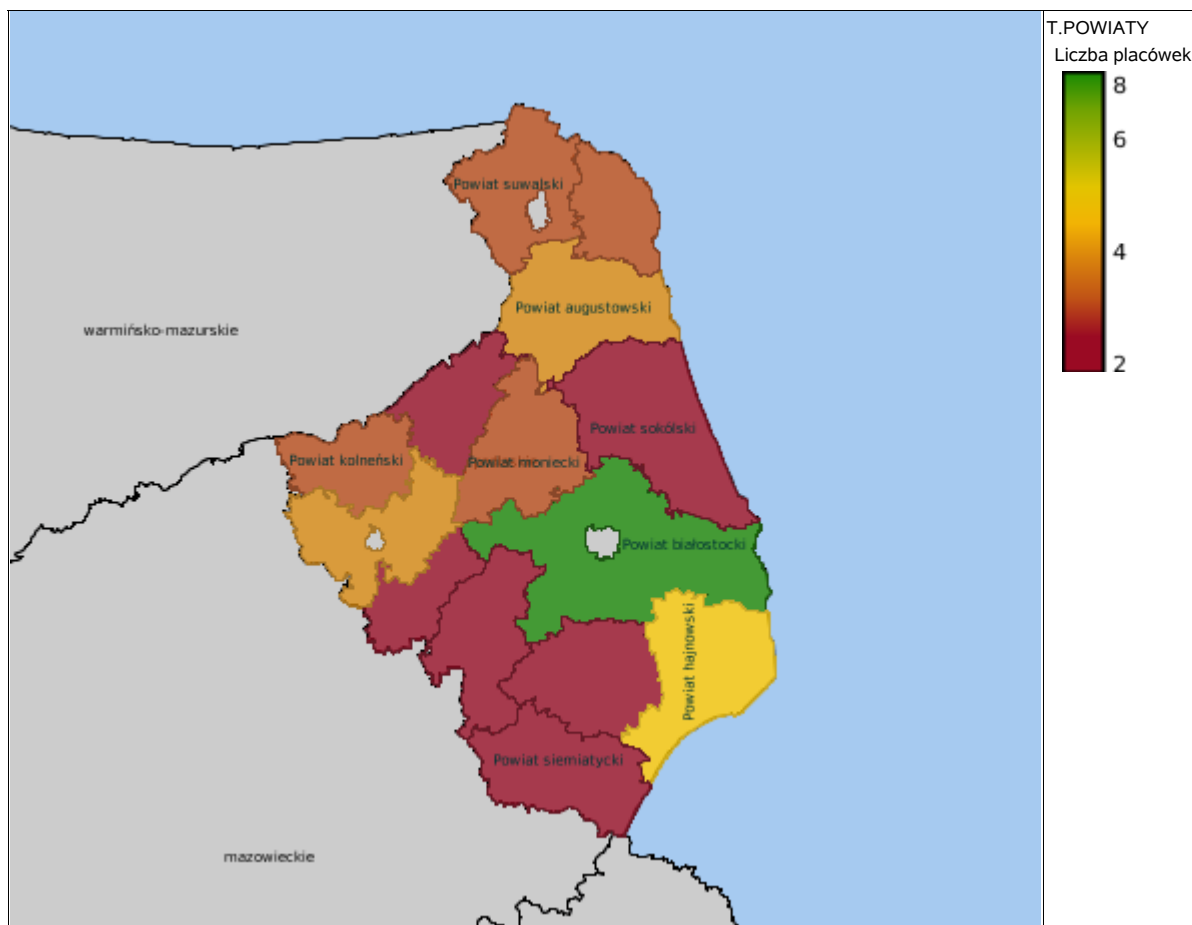 T.POWIATY
Liczba placówek
8
6
4
2
Powiat suwalski
Powiat augustowski
warmińsko-mazurskie
Powiat sokólski
Powiat kolneński
Powiat moniecki
Powiat białostocki
Powiat hajnowski
Powiat siemiatycki
mazowieckie